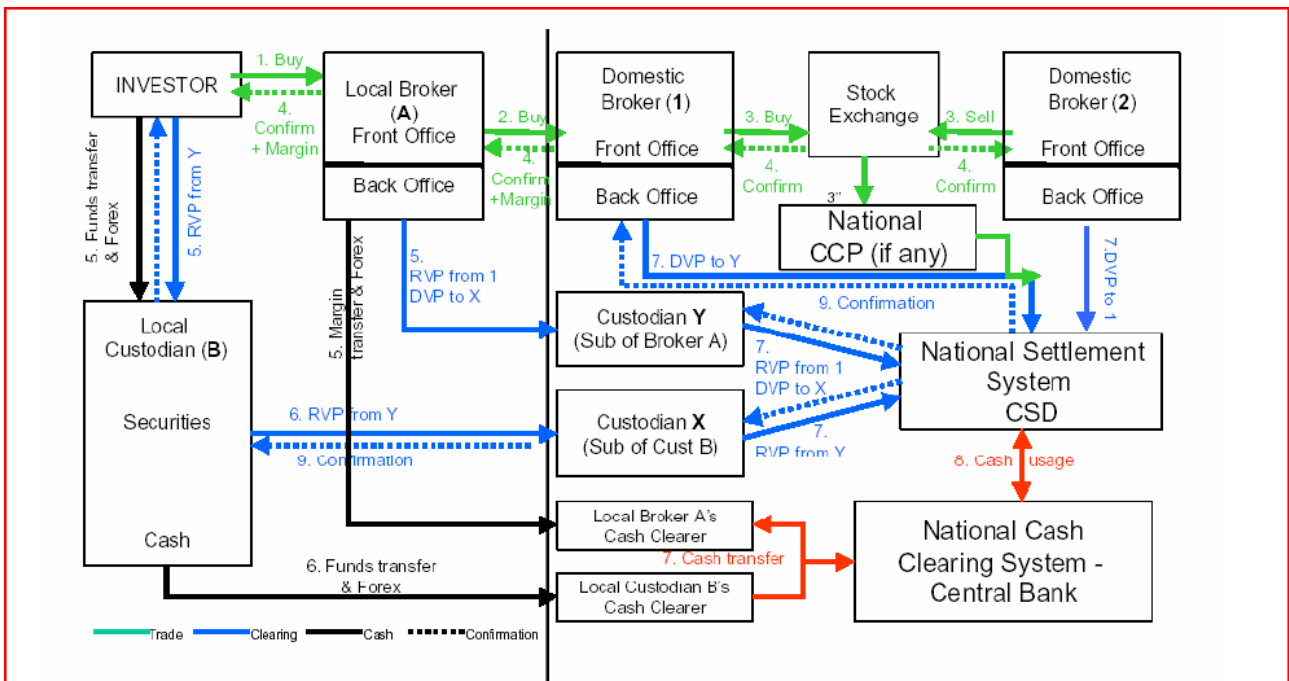 INVESTOR
1. Buy
4.
Confirm
+ Margin
Local Broker
(A)
Front Office
Back Office
2. Buy
4.
Confirm
+Margin
Domestic
Broker (1)
Front Office
Back Office
3. Buy
4.
Confirm
Stock
Exchange
3. Sell
4.
Confirm
Domestic
Broker (2)
Front Office
Back Office
3"
National
CCP (if any)
5. Funds transfer
& Forex
5. RVP from Y
5.
RVP from 1
DVP to X
5. Margin
transfer & Forex
7. DVP to Y
7.DVP to 1
9. Confirmation
Local
Custodian (B)
Securities
Cash
Custodian Y
(Sub of Broker A)
7.
RVP from 1
DVP to X
National Settlement
System
CSD
6. RVP from Y
9. Confirmation
Custodian X
(Sub of Cust B)
7.
RVP from Y
8. Cash usage
Local Broker A's
Cash Clearer
7. Cash transfer
National Cash
Clearing System -
Central Bank
6. Funds transfer
& Forex
Local Custodian B's
Cash Clearer
Trade
Clearing
Cash
Confirmation